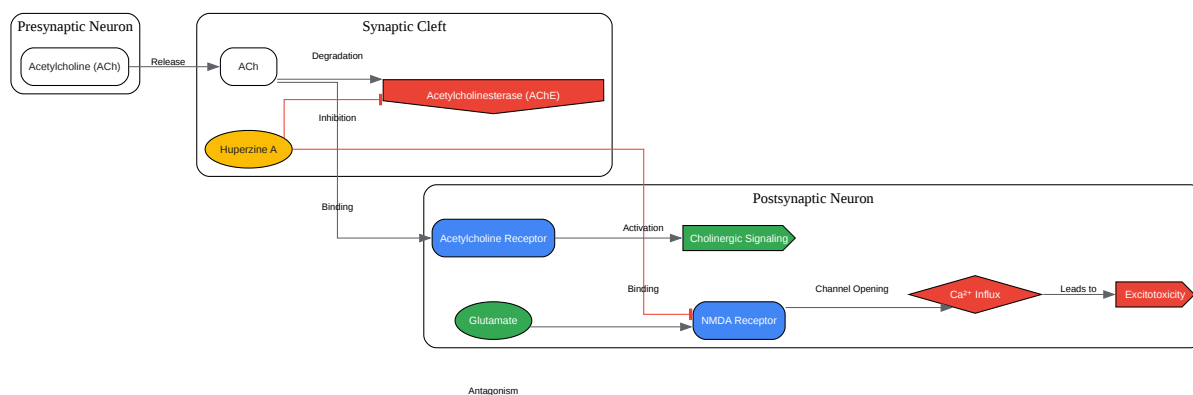 Presynaptic Neuron
Synaptic Cleft
Acetylcholine (ACh)
Release
ACh
Degradation
Acetylcholinesterase (AChE)
Inhibition
Huperzine A
Postsynaptic Neuron
Binding
Acetylcholine Receptor
Activation
Cholinergic Signaling
Glutamate
Binding
NMDA Receptor
Channel Opening
Ca²⁺ Influx
Leads to
Excitotoxicity
Antagonism